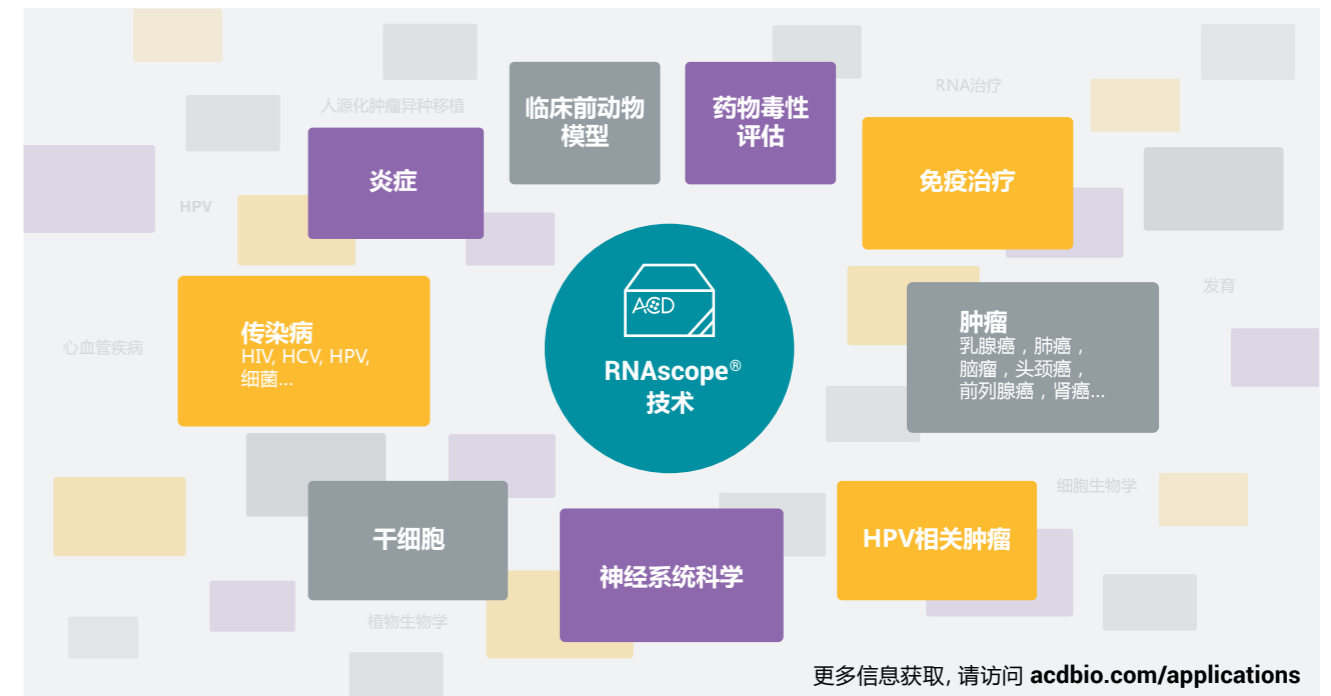 人源化肿瘤异种移植
RNA治疗
HPV
心血管疾病
发育
细胞生物学
植物生物学
临床前动物
模型
药物毒性
评估
炎症
免疫治疗
传染病
HIV, HCV, HPV,
细菌...
ACD
RNAscope®
技术
肿瘤
乳腺癌，肺癌，
脑瘤，头颈癌，
前列腺癌，肾癌...
干细胞
神经系统科学
HPV相关肿瘤
更多信息获取, 请访问 acdbio.com/applications